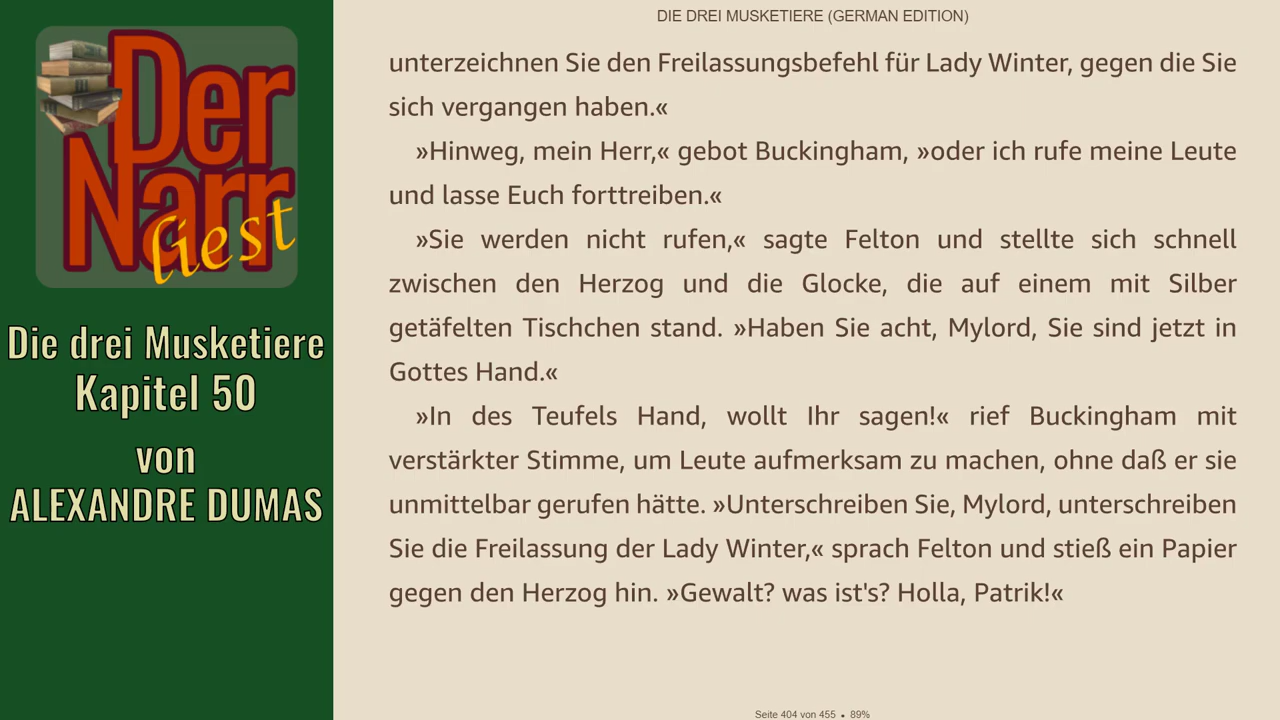 Der
Narr
liest
Die drei Musketiere
Kapitel 50
von
ALEXANDRE DUMAS
DIE DREI MUSKETIERE (GERMAN EDITION)
unterzeichnen Sie den Freilassungsbefehl für Lady Winter, gegen die Sie
sich vergangen haben.«
»Hinweg, mein Herr,« gebot Buckingham, »oder ich rufe meine Leute
und lasse Euch forttreiben.«
»Sie werden nicht rufen,« sagte Felton und stellte sich schnell
zwischen den Herzog und die Glocke, die auf einem mit Silber
getäfelten Tischchen stand. »Haben Sie acht, Mylord, Sie sind jetzt in
Gottes Hand.«
»In des Teufels Hand, wollt Ihr sagen!« rief Buckingham mit
verstärkter Stimme, um Leute aufmerksam zu machen, ohne daß er sie
unmittelbar gerufen hätte. »Unterschreiben Sie, Mylord, unterschreiben
Sie die Freilassung der Lady Winter,« sprach Felton und stieß ein Papier
gegen den Herzog hin. »Gewalt? was ist's? Holla, Patrik!«
Seite 404 von 455 • 89%